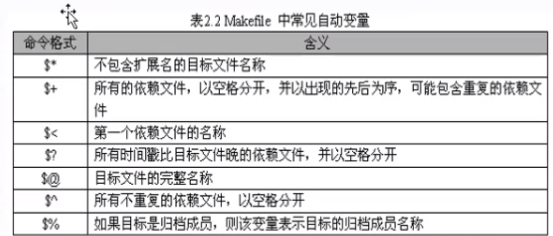 表2.2 Makefile 中常见自动变量
命令格式 含义
$* 不包含扩展名的目标文件名称
$+ 所有的依赖文件，以空格分开，并以出现的先后为序，可能包含重复的依赖文
件
$< 第一个依赖文件的名称
$? 所有时间戳比目标文件晚的依赖文件，并以空格分开
$@ 目标文件的完整名称
$^ 所有不重复的依赖文件，以空格分开
$% 如果目标是归档成员，则该变量表示目标的归档成员名称